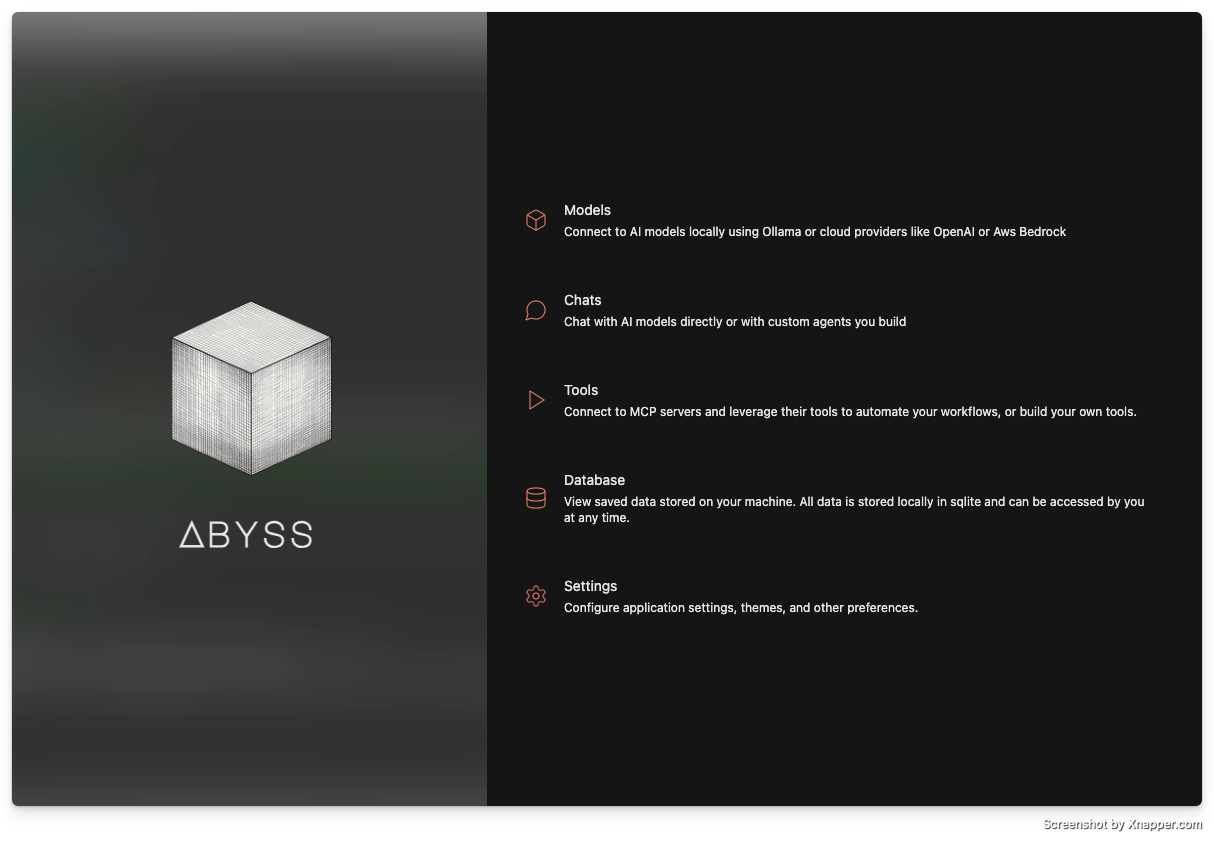 ABYSS
Models
Connect to AI models locally using Ollama or cloud providers like OpenAI or Aws Bedrock
Chats
Chat with AI models directly or with custom agents you build
Tools
Connect to MCP servers and leverage their tools to automate your workflows, or build your own tools.
Database
View saved data stored on your machine. All data is stored locally in sqlite and can be accessed by you
at any time.
Settings
Configure application settings, themes, and other preferences.
Screenshot by Xnapper.com